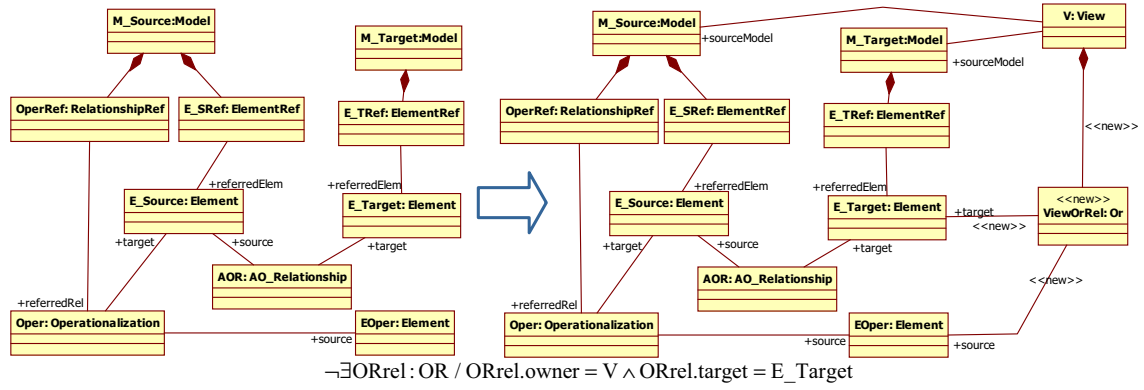 M_Source:Model
M_Target:Model
OperRef: RelationshipRef
E_SRef: ElementRef
E_TRef: ElementRef
+referredElem
+referredElem
E_Source: Element
E_Target: Element
+target
+source
+target
AOR: AO_Relationship
+referredRel
Oper: Operationalization
EOper: Element
+source
M_Source:Model
V: View
+sourceModel
M_Target:Model
+sourceModel
OperRef: RelationshipRef
E_SRef: ElementRef
E_TRef: ElementRef
<<new>>
+referredElem
+referredElem
E_Source: Element
E_Target: Element
<<new>>
ViewOrRel: Or
+target
<<new>>
+target
+source
+target
AOR: AO_Relationship
<<new>>
+referredRel
Oper: Operationalization
EOper: Element
+source
+source
¬∃ORrel : OR / ORrel.owner = V ∧ ORrel.target = E_Target